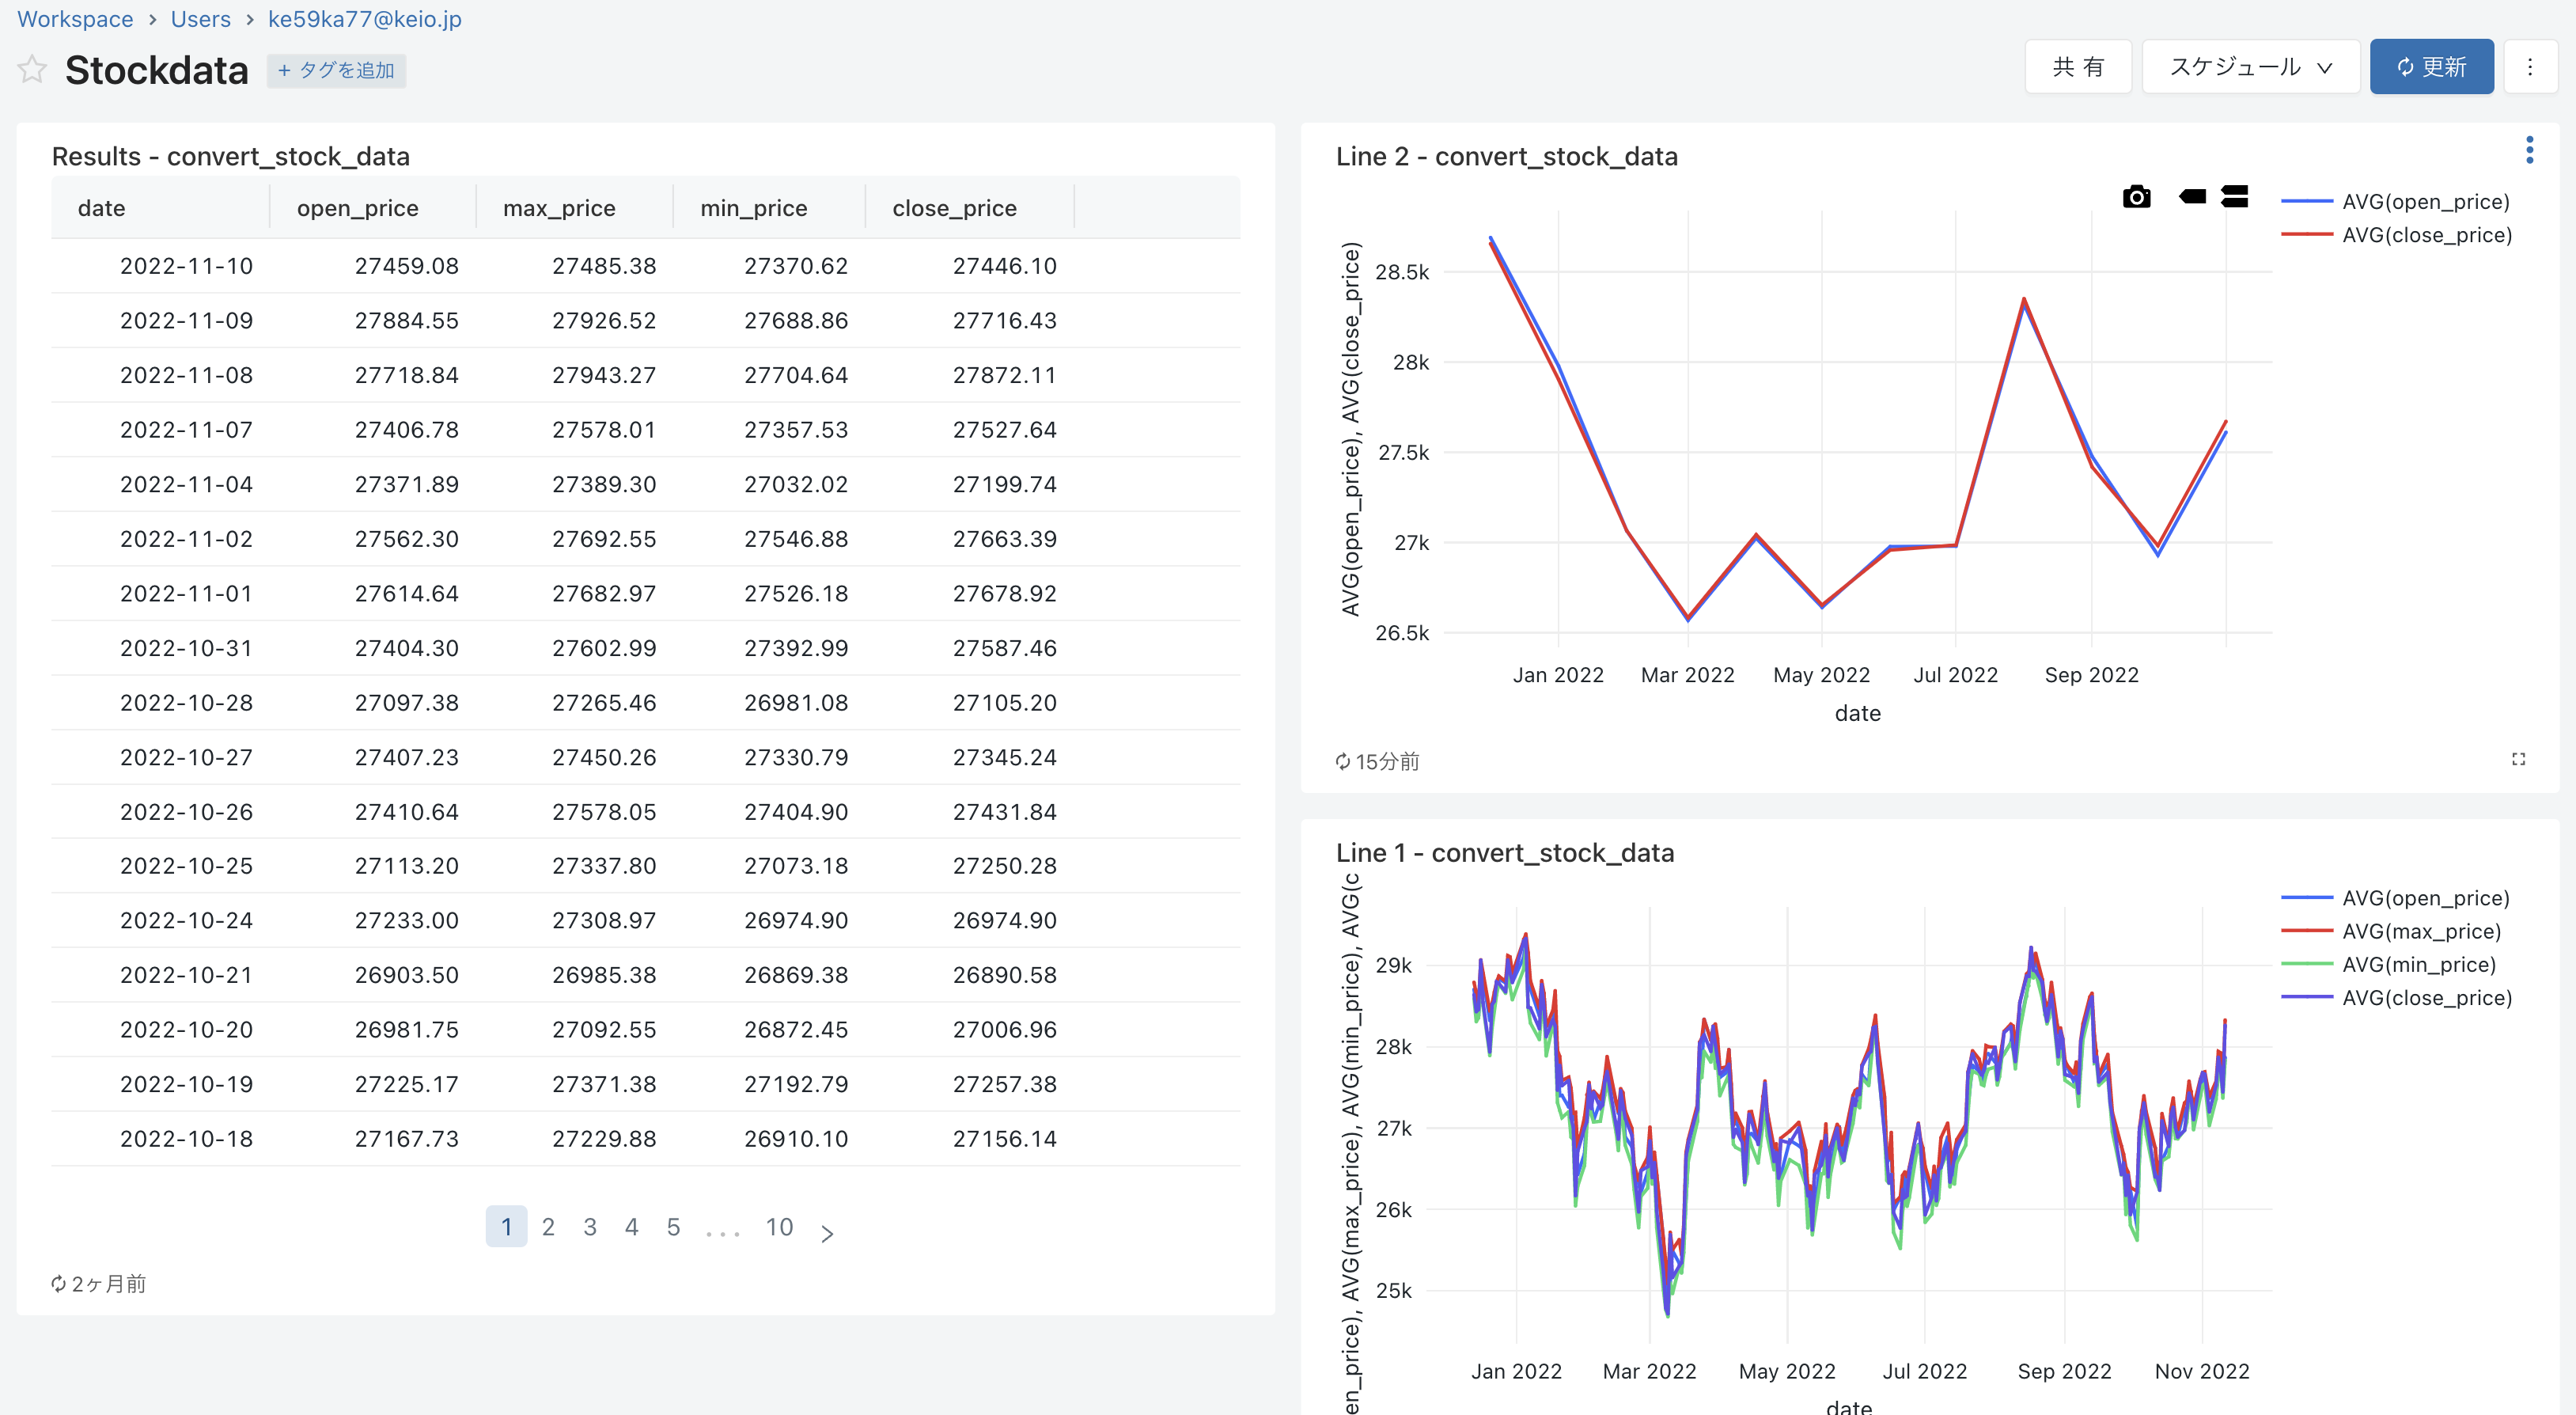 Workspace > Users > ke59ka77@keio.jp
Stockdata + タグを追加
共 有 スケジュール 更新
Results - convert_stock_data
date open_price max_price min_price close_price
2022-11-10 27459.08 27485.38 27370.62 27446.10
2022-11-09 27884.55 27926.52 27688.86 27716.43
2022-11-08 27718.84 27943.27 27704.64 27872.11
2022-11-07 27406.78 27578.01 27357.53 27527.64
2022-11-04 27371.89 27389.30 27032.02 27199.74
2022-11-02 27562.30 27692.55 27546.88 27663.39
2022-11-01 27614.64 27682.97 27526.18 27678.92
2022-10-31 27404.30 27602.99 27392.99 27587.46
2022-10-28 27097.38 27265.46 26981.08 27105.20
2022-10-27 27407.23 27450.26 27330.79 27345.24
2022-10-26 27410.64 27578.05 27404.90 27431.84
2022-10-25 27113.20 27337.80 27073.18 27250.28
2022-10-24 27233.00 27308.97 26974.90 26974.90
2022-10-21 26903.50 26985.38 26869.38 26890.58
2022-10-20 26981.75 27092.55 26872.45 27006.96
2022-10-19 27225.17 27371.38 27192.79 27257.38
2022-10-18 27167.73 27229.88 26910.10 27156.14
1 2 3 4 5 ... 10 >
2ヶ月前
Line 2 - convert_stock_data
AVG(open_price)
AVG(close_price)
AVG(open_price), AVG(close_price)
28.5k
28k
27.5k
27k
26.5k
Jan 2022 Mar 2022 May 2022 Jul 2022 Sep 2022
date
15分前
Line 1 - convert_stock_data
AVG(open_price)
AVG(max_price)
AVG(min_price)
AVG(close_price)
en_price), AVG(max_price), AVG(min_price), AVG(c
29k
28k
27k
26k
25k
Jan 2022 Mar 2022 May 2022 Jul 2022 Sep 2022 Nov 2022
date